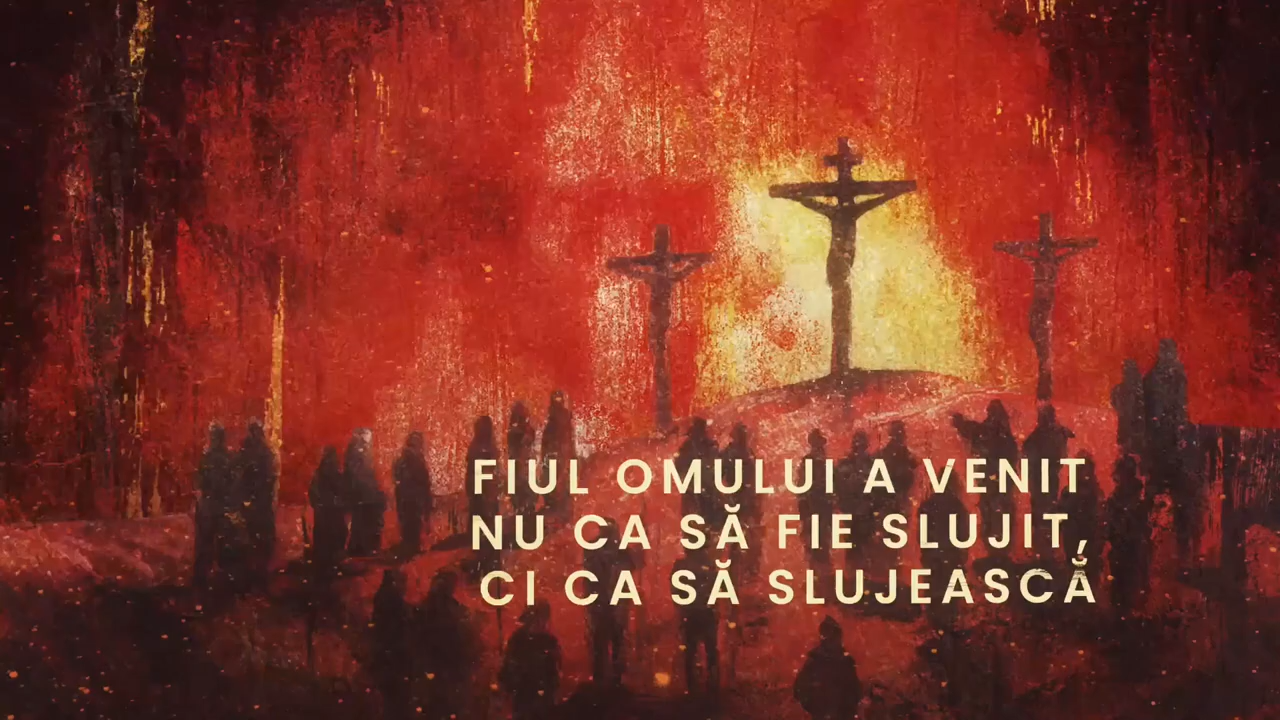 FIUL OMULUI A VENIT
NU CA SĂ FIE SLUJIT,
CI CA SĂ SLUJEASCĂ